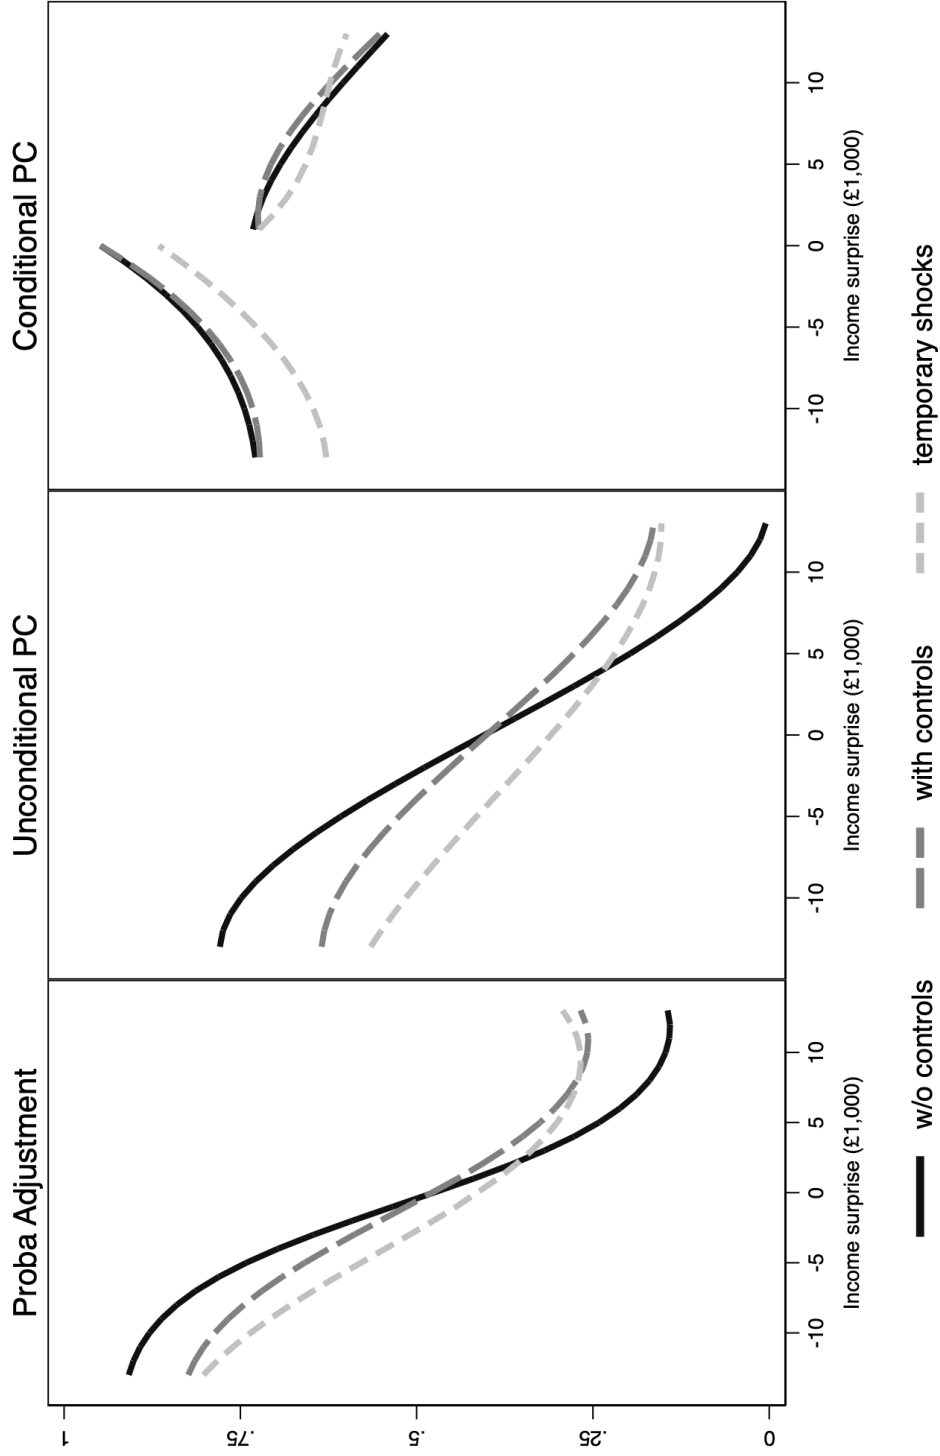 Proba Adjustment
Unconditional PC
Conditional PC
1
.75
.5
.25
0
-10 -5 0 5 10
-10 -5 0 5 10
-10 -5 0 5 10
Income surprise (£1,000)
Income surprise (£1,000)
Income surprise (£1,000)
w/o controls with controls temporary shocks